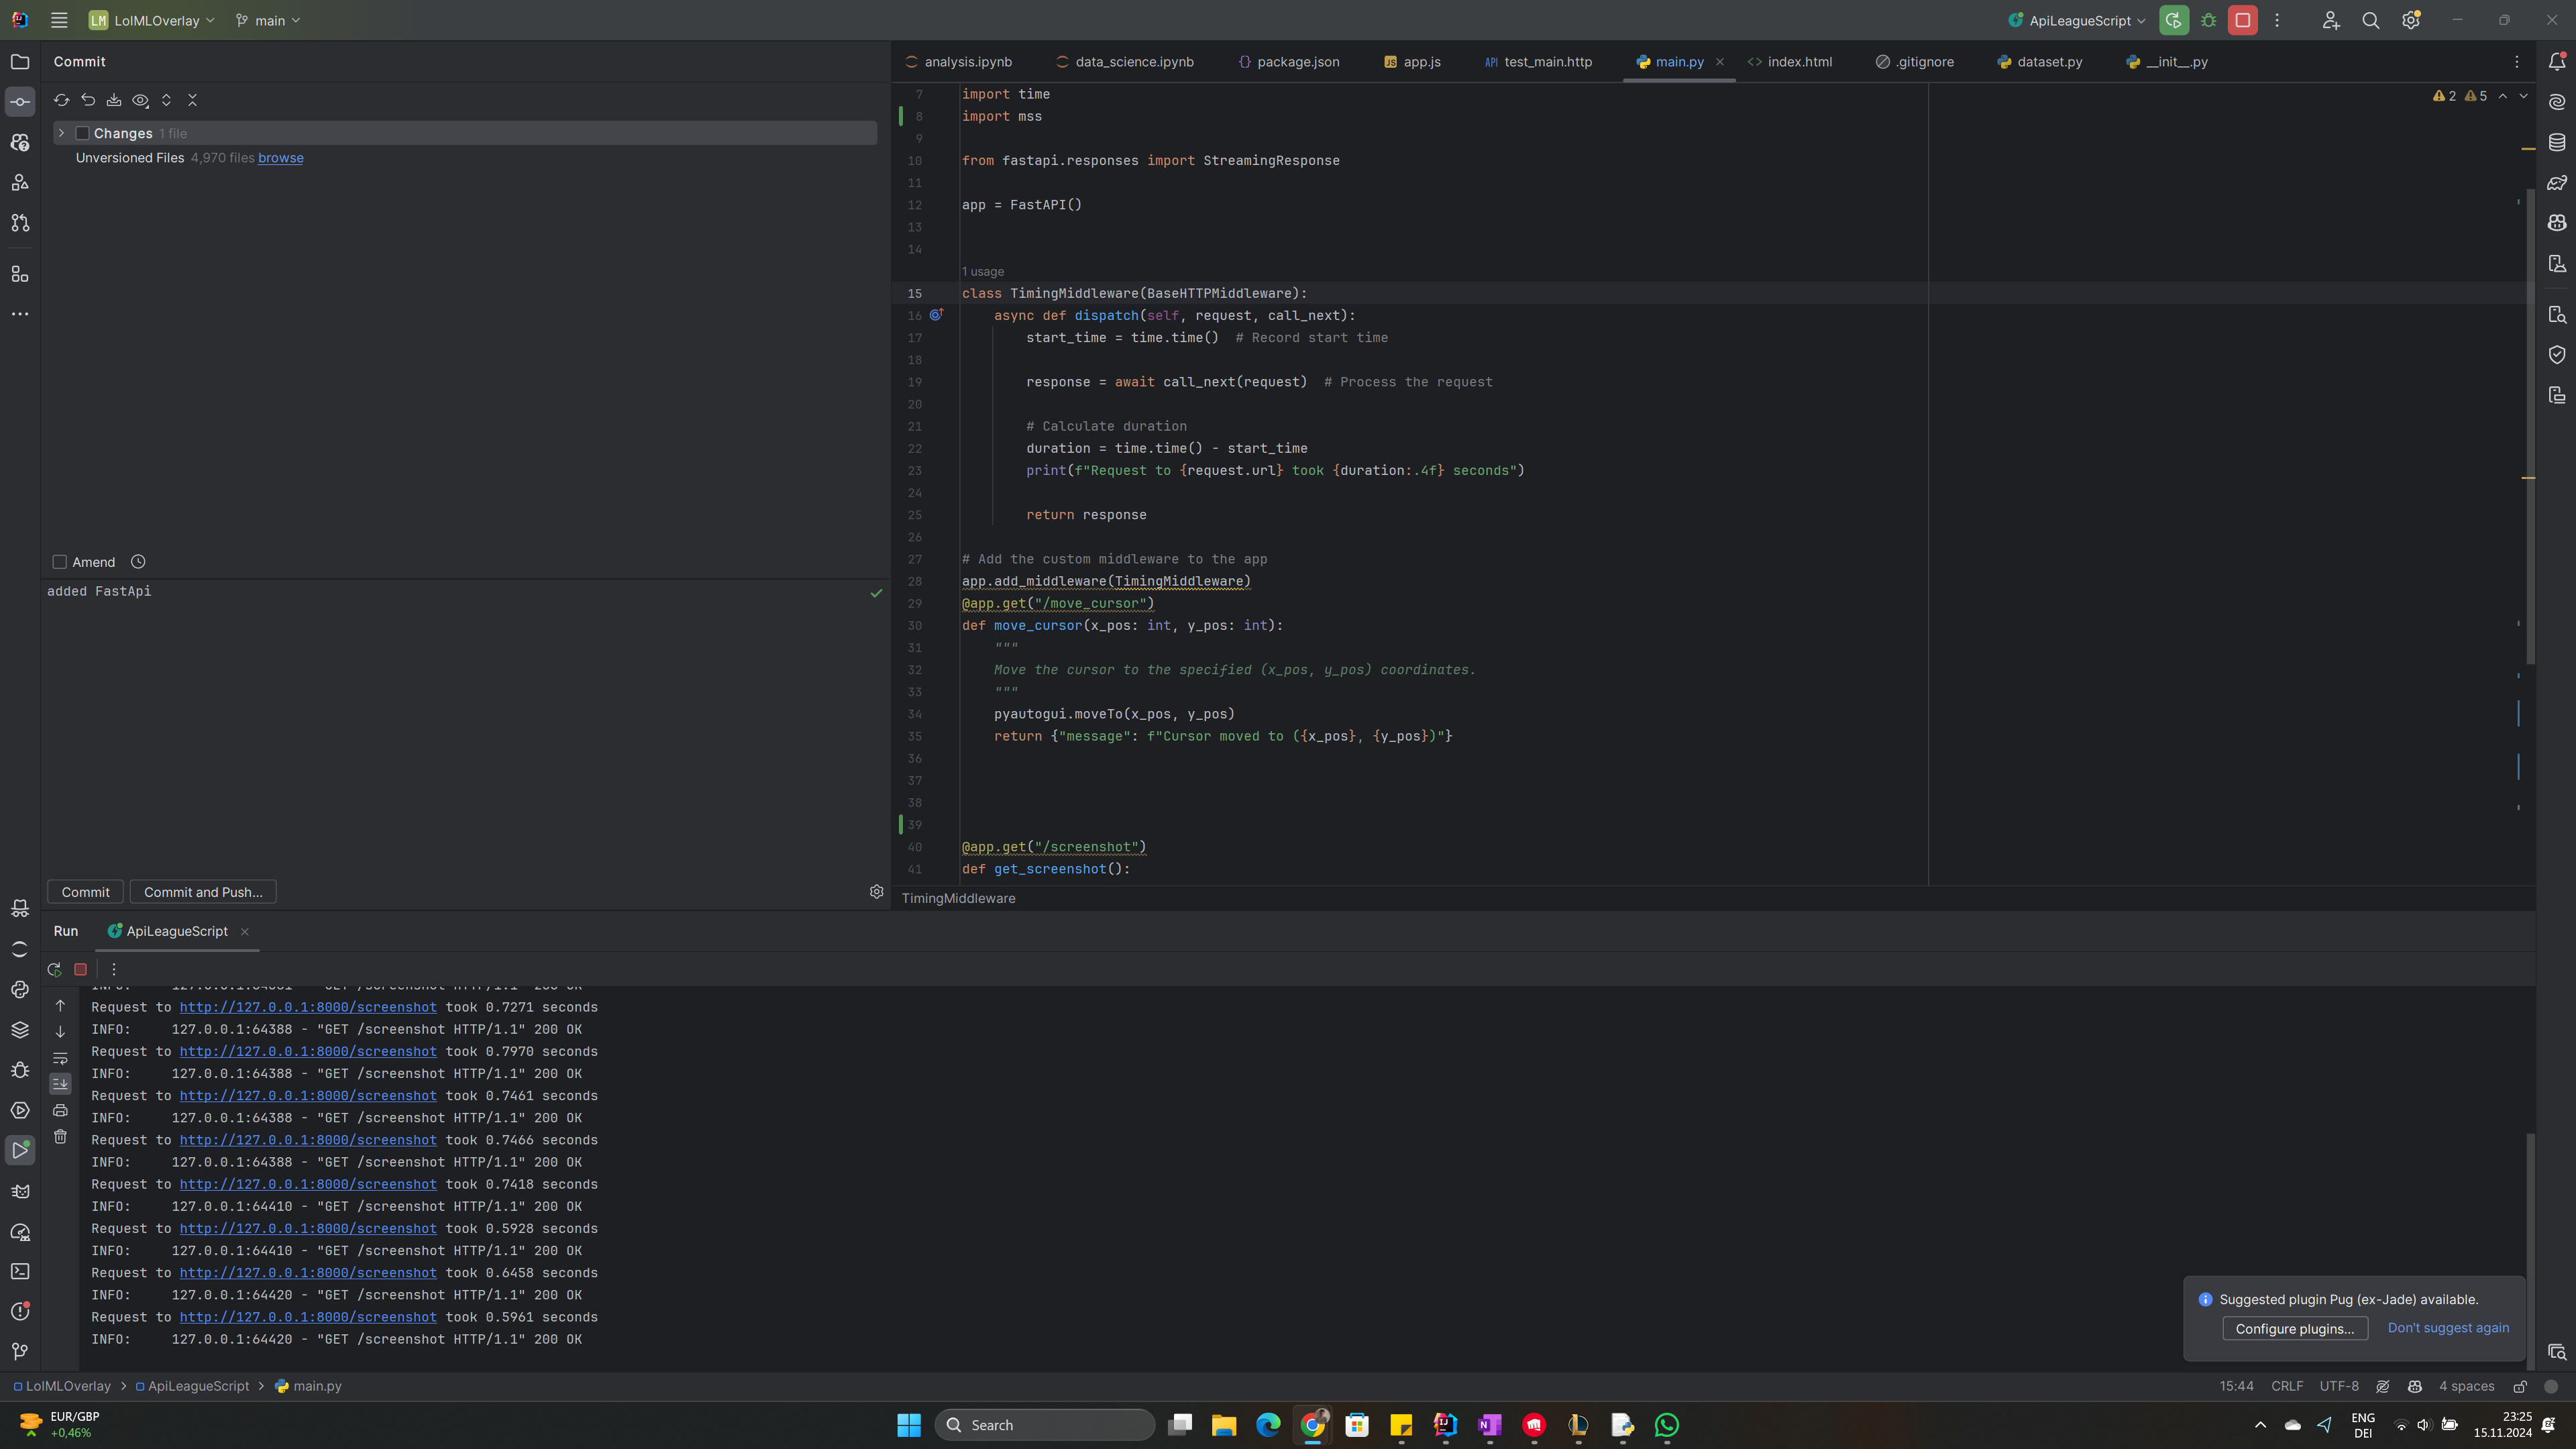 LM LolMLOverlay main ApiLeagueScript
Commit
Changes 1 file
Unversioned Files 4,970 files browse
Amend
added FastApi
Commit Commit and Push...
analysis.ipynb data_science.ipynb package.json app.js test_main.http main.py index.html .gitignore dataset.py __init__.py
2 5
7 import time
8 import mss
9
10 from fastapi.responses import StreamingResponse
11
12 app = FastAPI()
13
14
1 usage
15 class TimingMiddleware(BaseHTTPMiddleware):
16 async def dispatch(self, request, call_next):
17 start_time = time.time() # Record start time
18
19 response = await call_next(request) # Process the request
20
21 # Calculate duration
22 duration = time.time() - start_time
23 print(f"Request to {request.url} took {duration:.4f} seconds")
24
25 return response
26
27 # Add the custom middleware to the app
28 app.add_middleware(TimingMiddleware)
29 @app.get("/move_cursor")
30 def move_cursor(x_pos: int, y_pos: int):
31 """
32 Move the cursor to the specified (x_pos, y_pos) coordinates.
33 """
34 pyautogui.moveTo(x_pos, y_pos)
35 return {"message": f"Cursor moved to ({x_pos}, {y_pos})"}
36
37
38
39
40 @app.get("/screenshot")
41 def get_screenshot():
TimingMiddleware
Run ApiLeagueScript
Request to http://127.0.0.1:8000/screenshot took 0.7271 seconds
INFO: 127.0.0.1:64388 - "GET /screenshot HTTP/1.1" 200 OK
Request to http://127.0.0.1:8000/screenshot took 0.7970 seconds
INFO: 127.0.0.1:64388 - "GET /screenshot HTTP/1.1" 200 OK
Request to http://127.0.0.1:8000/screenshot took 0.7461 seconds
INFO: 127.0.0.1:64388 - "GET /screenshot HTTP/1.1" 200 OK
Request to http://127.0.0.1:8000/screenshot took 0.7466 seconds
INFO: 127.0.0.1:64388 - "GET /screenshot HTTP/1.1" 200 OK
Request to http://127.0.0.1:8000/screenshot took 0.7418 seconds
INFO: 127.0.0.1:64410 - "GET /screenshot HTTP/1.1" 200 OK
Request to http://127.0.0.1:8000/screenshot took 0.5928 seconds
INFO: 127.0.0.1:64410 - "GET /screenshot HTTP/1.1" 200 OK
Request to http://127.0.0.1:8000/screenshot took 0.6458 seconds
INFO: 127.0.0.1:64420 - "GET /screenshot HTTP/1.1" 200 OK
Request to http://127.0.0.1:8000/screenshot took 0.5961 seconds
INFO: 127.0.0.1:64420 - "GET /screenshot HTTP/1.1" 200 OK
Suggested plugin Pug (ex-Jade) available.
Configure plugins... Don't suggest again
LolMLOverlay > ApiLeagueScript > main.py
15:44 CRLF UTF-8 4 spaces
EUR/GBP
+0,46%
Search
ENG
DEI
23:25
15.11.2024